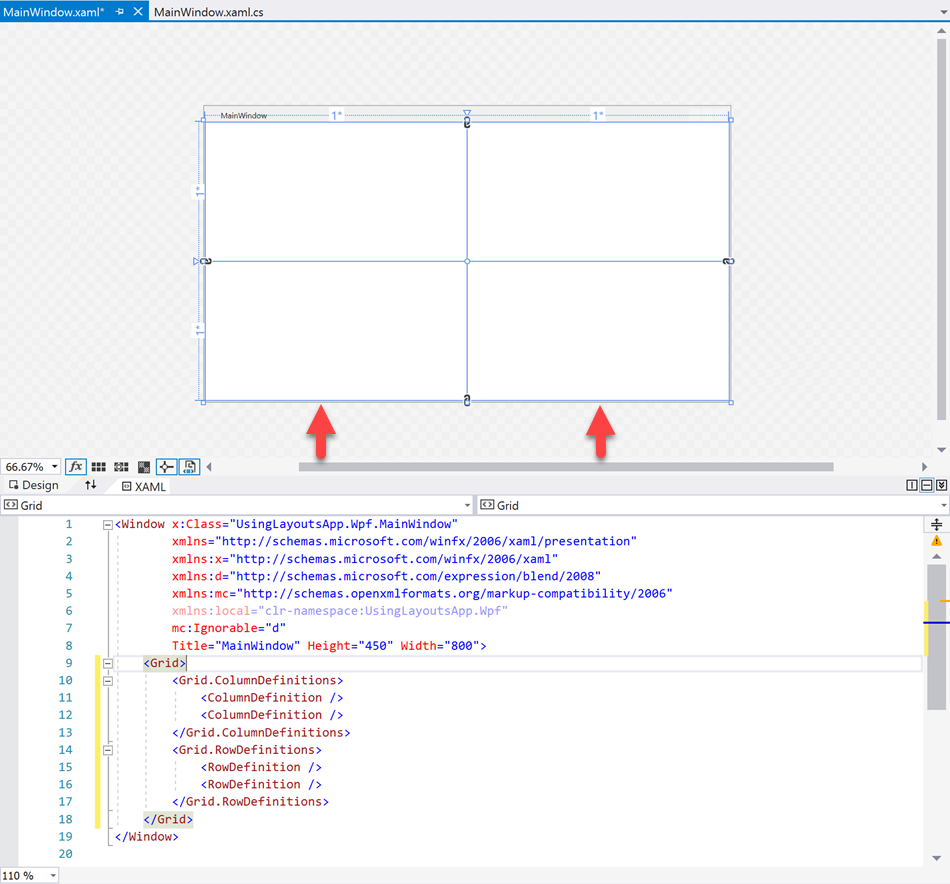 MainWindow.xaml* MainWindow.xaml.cs
MainWindow 1* 1*
1*
1*
66.67% fx
Design XAML
Grid Grid
1 <Window x:Class="UsingLayoutsApp.Wpf.MainWindow"
2 xmlns="http://schemas.microsoft.com/winfx/2006/xaml/presentation"
3 xmlns:x="http://schemas.microsoft.com/winfx/2006/xaml"
4 xmlns:d="http://schemas.microsoft.com/expression/blend/2008"
5 xmlns:mc="http://schemas.openxmlformats.org/markup-compatibility/2006"
6 xmlns:local="clr-namespace:UsingLayoutsApp.Wpf"
7 mc:Ignorable="d"
8 Title="MainWindow" Height="450" Width="800">
9 <Grid>
10 <Grid.ColumnDefinitions>
11 <ColumnDefinition />
12 <ColumnDefinition />
13 </Grid.ColumnDefinitions>
14 <Grid.RowDefinitions>
15 <RowDefinition />
16 <RowDefinition />
17 </Grid.RowDefinitions>
18 </Grid>
19 </Window>
20
110 %